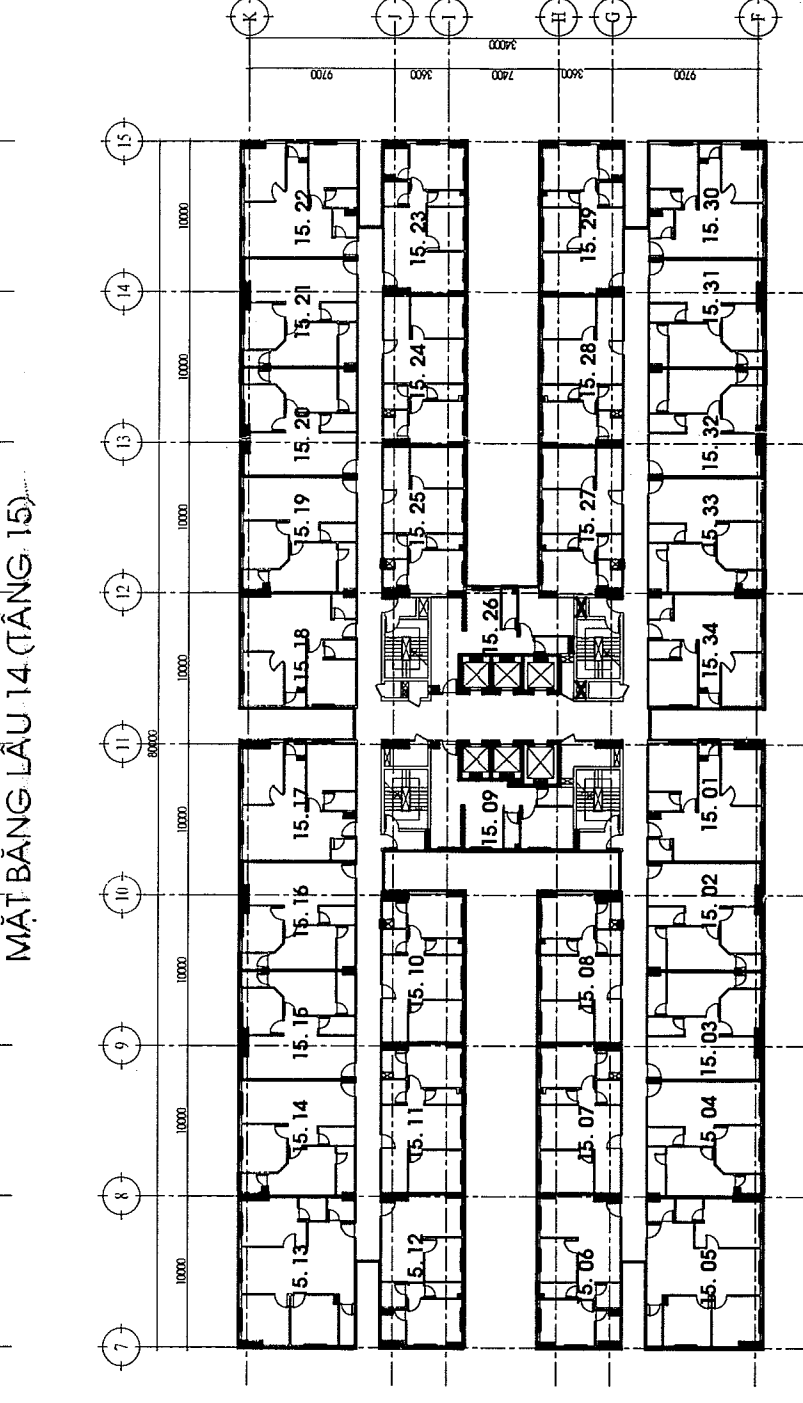 MẶT BẰNG LẦU 14 (TẦNG 15)
7 8 9 10 11 12 13 14 15
80000
10000 10000 10000 10000 10000 10000 10000 10000
K
15. 13 15. 14 15. 15 15. 16 15. 17 15. 18 15. 19 15. 20 15. 21 15. 22
9700
J
15. 12 15. 11 15. 10 15. 25 15. 24 15. 23
3600
I
15. 09 15. 26
7400
34000
H
15. 06 15. 07 15. 08 15. 27 15. 28 15. 29
3600
G
15. 05 15. 04 15. 03 15. 02 15. 01 15. 34 15. 33 15. 32 15. 31 15. 30
9700
F